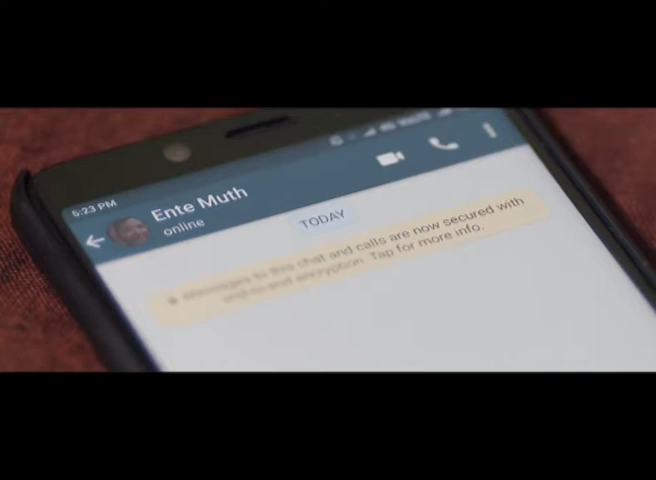 6:23 PM
Ente Muth
online
TODAY
Messages to this chat and calls are now secured with
end-to-end encryption. Tap for more info.